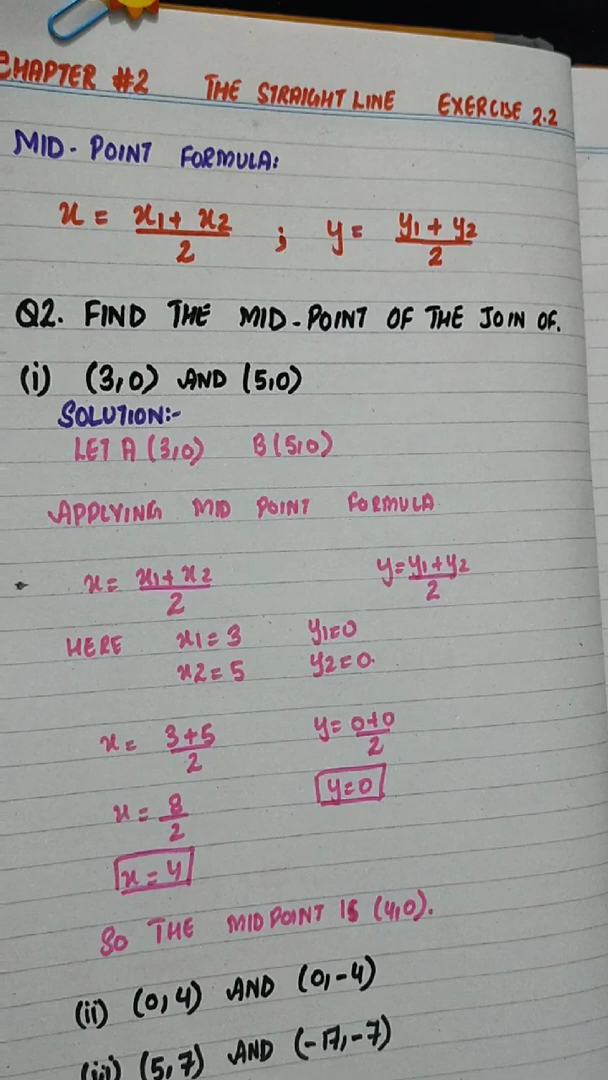 CHAPTER #2 THE STRAIGHT LINE EXERCISE 2.2
MID-POINT FORMULA:
x = (x1 + x2)/2 ; y = (y1 + y2)/2
Q2. FIND THE MID-POINT OF THE JOIN OF.
(i) (3,0) AND (5,0)
SOLUTION:-
LET A (3,0) B (5,0)
APPLYING MID POINT FORMULA
x = (x1 + x2)/2 y = (y1 + y2)/2
HERE x1 = 3 y1 = 0
x2 = 5 y2 = 0.
x = (3+5)/2 y = (0+0)/2
x = 8/2 y = 0
x = 4
SO THE MIDPOINT IS (4,0).
(ii) (0,4) AND (0,-4)
(iii) (5,7) AND (-17,-7)